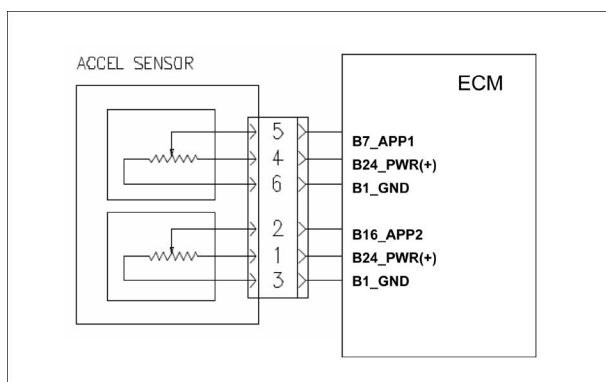 ACCEL SENSOR
ECM
5 B7_APP1
4 B24_PWR(+)
6 B1_GND
2 B16_APP2
1 B24_PWR(+)
3 B1_GND